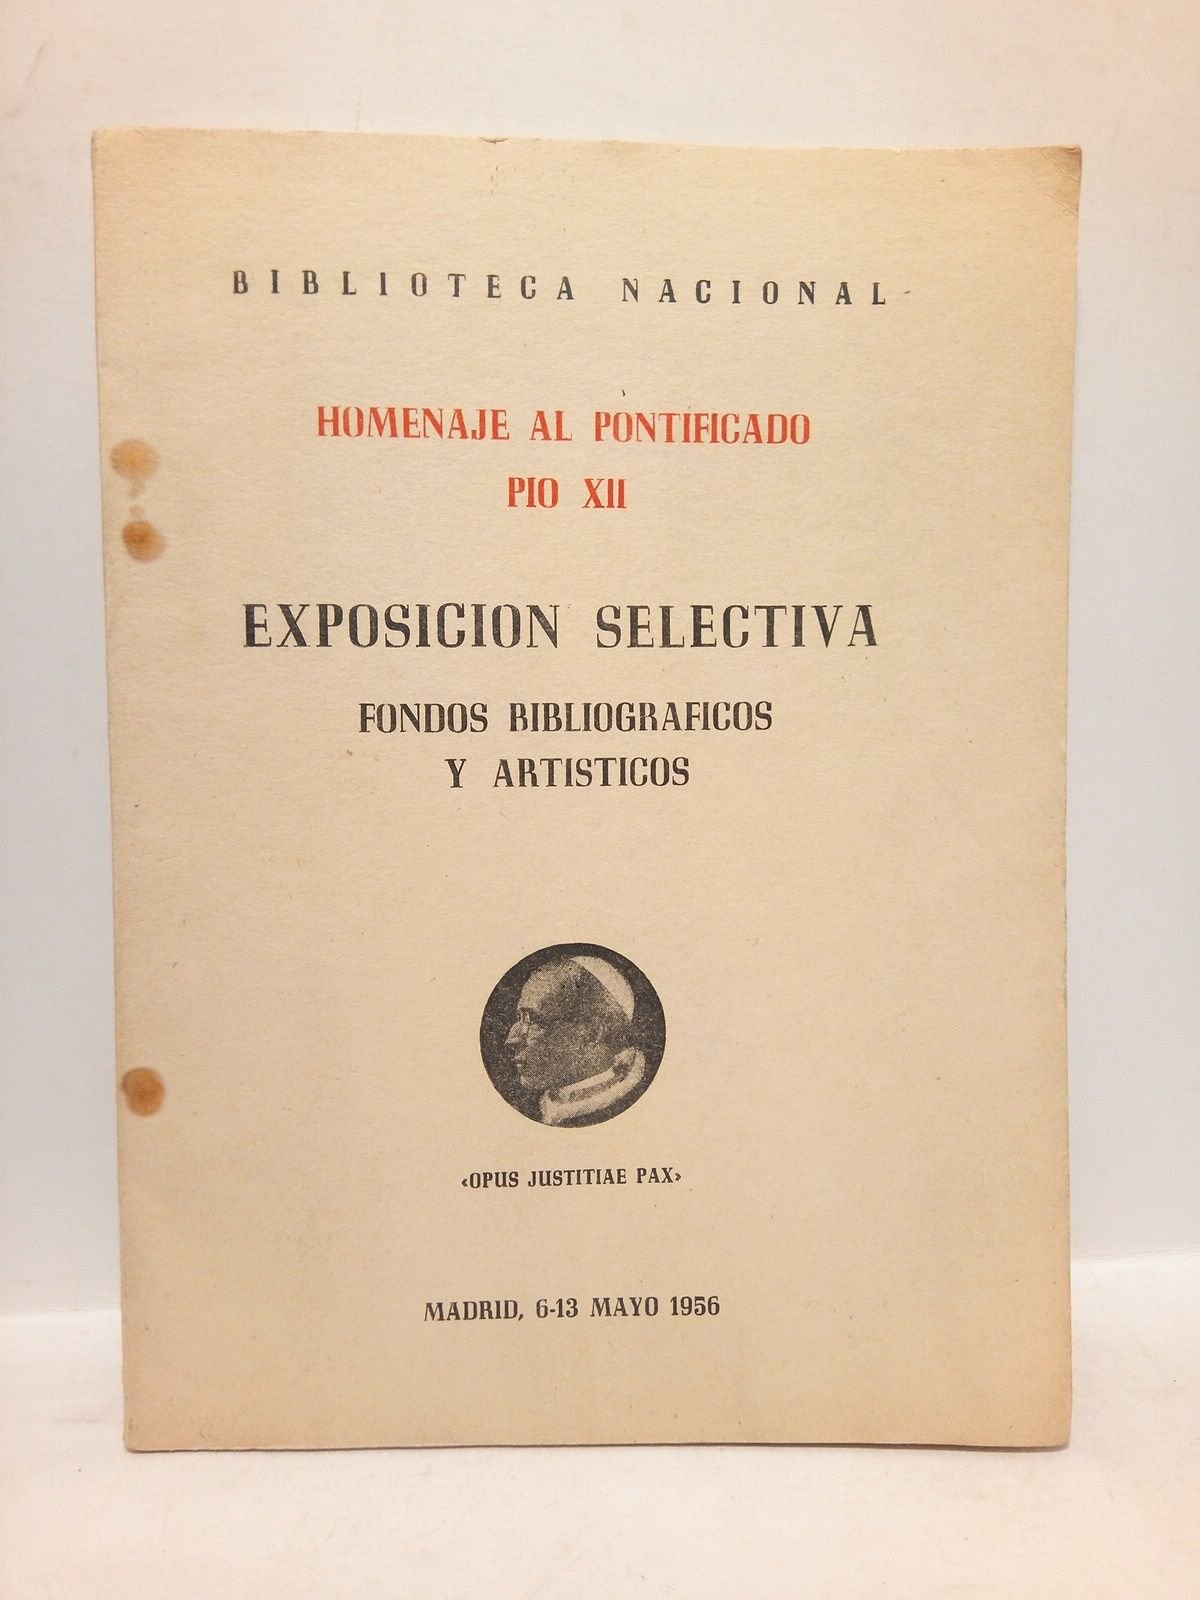 BIBLIOTECA NACIONAL
HOMENAJE AL PONTIFICADO
PIO XII
EXPOSICION SELECTIVA
FONDOS BIBLIOGRAFICOS
Y ARTISTICOS
«OPUS JUSTITIAE PAX»
MADRID, 6-13 MAYO 1956